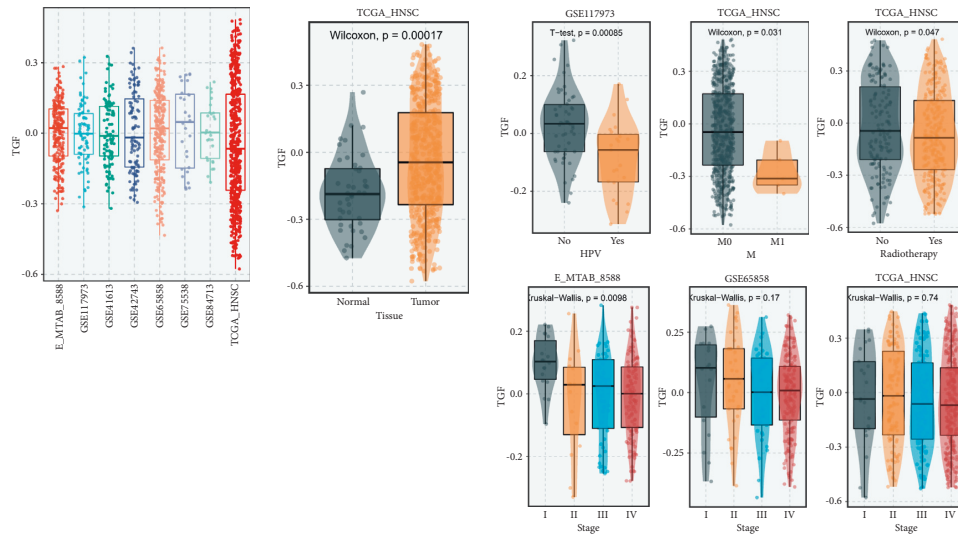 TGF
0.3
0.0
-0.3
-0.6
E_MTAB_8588
GSE117973
GSE41613
GSE42743
GSE65858
GSE75538
GSE84713
TCGA_HNSC
TCGA_HNSC
Wilcoxon, p = 0.00017
TGF
0.3
0.0
-0.3
-0.6
Normal
Tumor
Tissue
GSE117973
T-test, p = 0.00085
TGF
0.2
0.0
-0.2
No
Yes
HPV
TCGA_HNSC
Wilcoxon, p = 0.031
TGF
0.3
0.0
-0.3
-0.6
M0
M1
M
TCGA_HNSC
Wilcoxon, p = 0.047
TGF
0.3
0.0
-0.3
-0.6
No
Yes
Radiotherapy
E_MTAB_8588
Kruskal-Wallis, p = 0.0098
TGF
0.2
0.0
-0.2
I
II
III
IV
Stage
GSE65858
Kruskal-Wallis, p = 0.17
TGF
0.25
0.00
-0.25
I
II
III
IV
Stage
TCGA_HNSC
Kruskal-Wallis, p = 0.74
TGF
0.3
0.0
-0.3
-0.6
I
II
III
IV
Stage